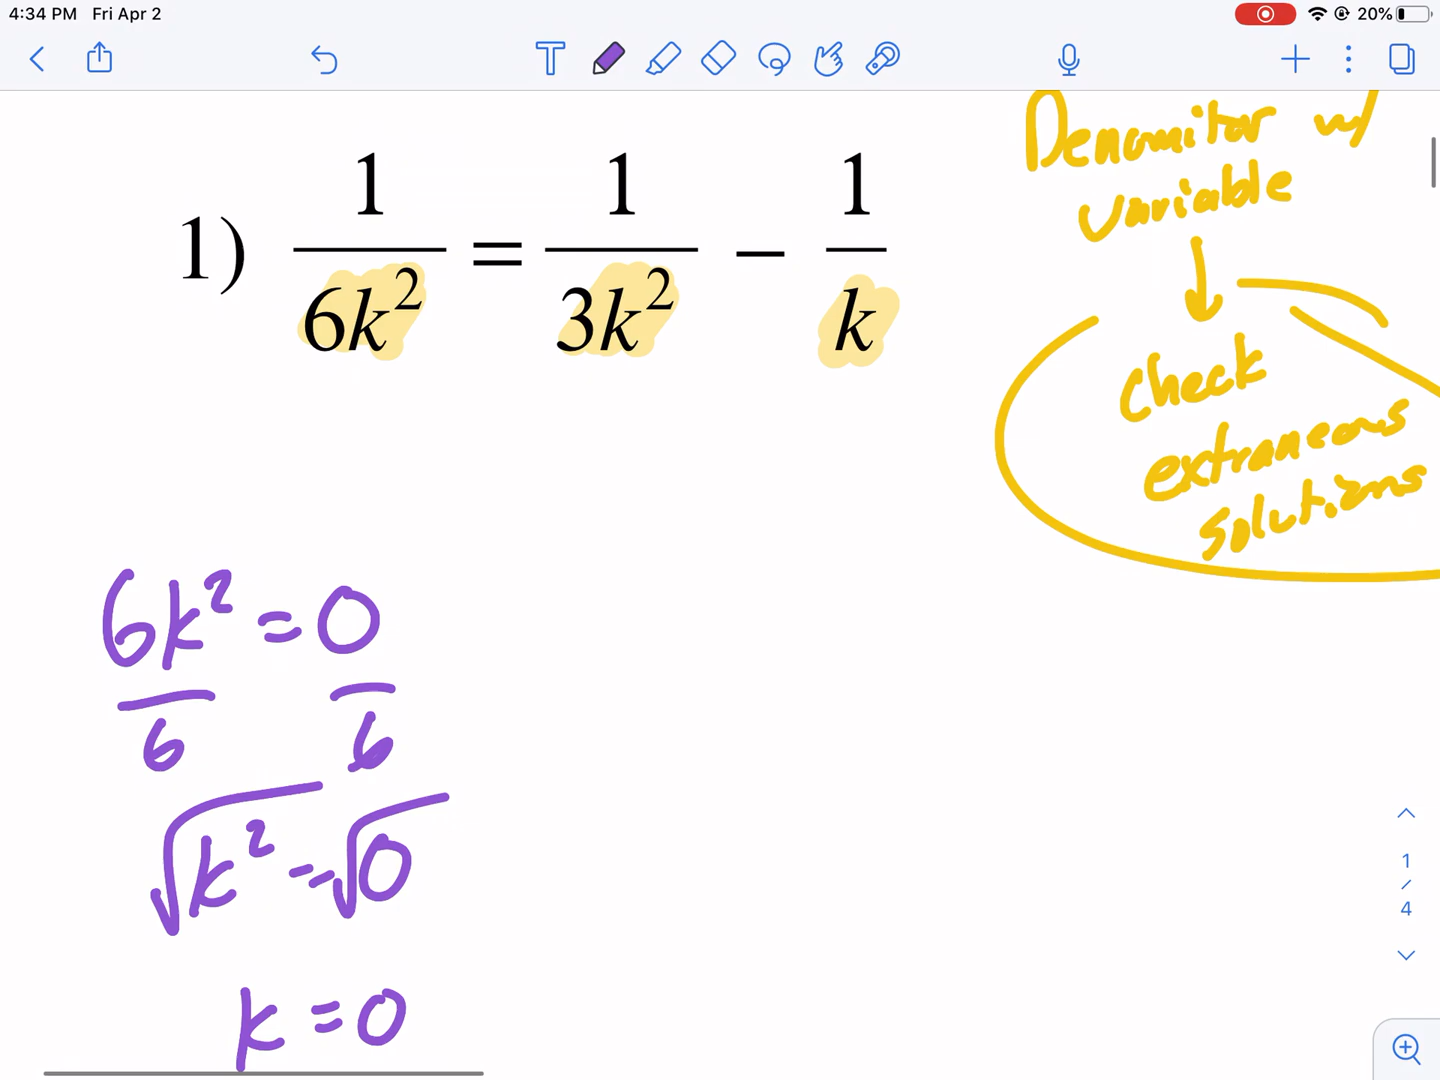 4:34 PM Fri Apr 2
20%
T
1) 1/6k² = 1/3k² − 1/k
Denomitor w/
variable
check
extraneous
solutions
6k² = 0
6 6
√k² = √0
k = 0
1
/
4